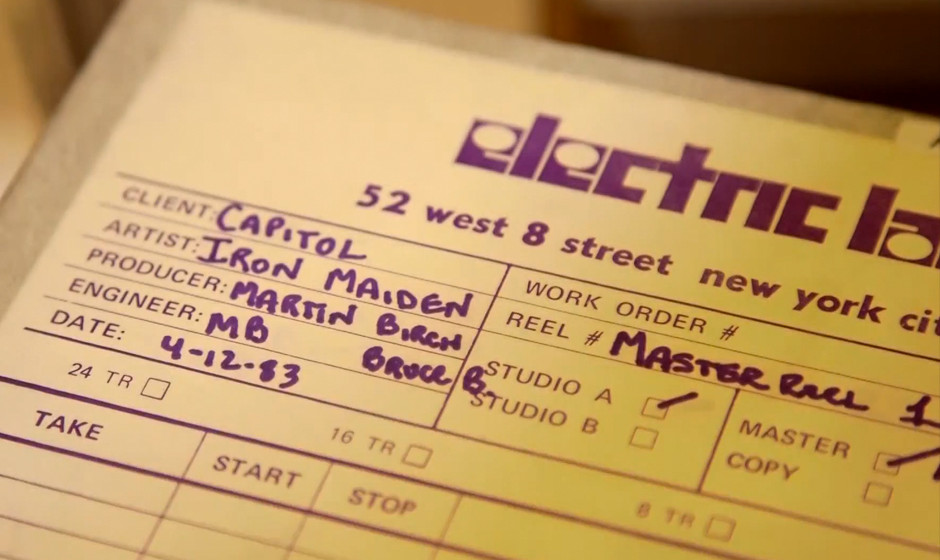 electric la
52 west 8 street new york cit
CLIENT: CAPITOL
ARTIST: IRON MAIDEN
PRODUCER: MARTIN BIRCH
ENGINEER: MB BRUCE B.
DATE: 4-12-83
WORK ORDER #
REEL # MASTER REEL 1
STUDIO A
STUDIO B
MASTER
COPY
24 TR
16 TR
8 TR
TAKE
START
STOP